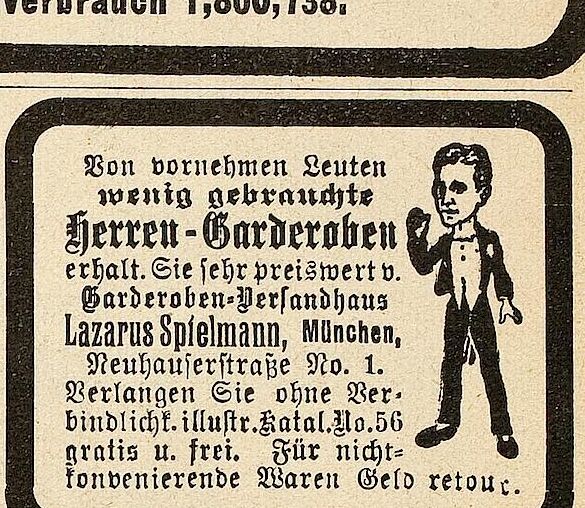 Verbrauch 1,800,738.
Von vornehmen Leuten
wenig gebrauchte
Herren-Garderoben
erhalt. Sie sehr preiswert v.
Garderoben-Versandhaus
Lazarus Spielmann, München,
Neuhauserstraße No. 1.
Verlangen Sie ohne Ver-
bindlichk. illustr. Katal. No. 56
gratis u. frei. Für nicht-
konvenierende Waren Geld retour.